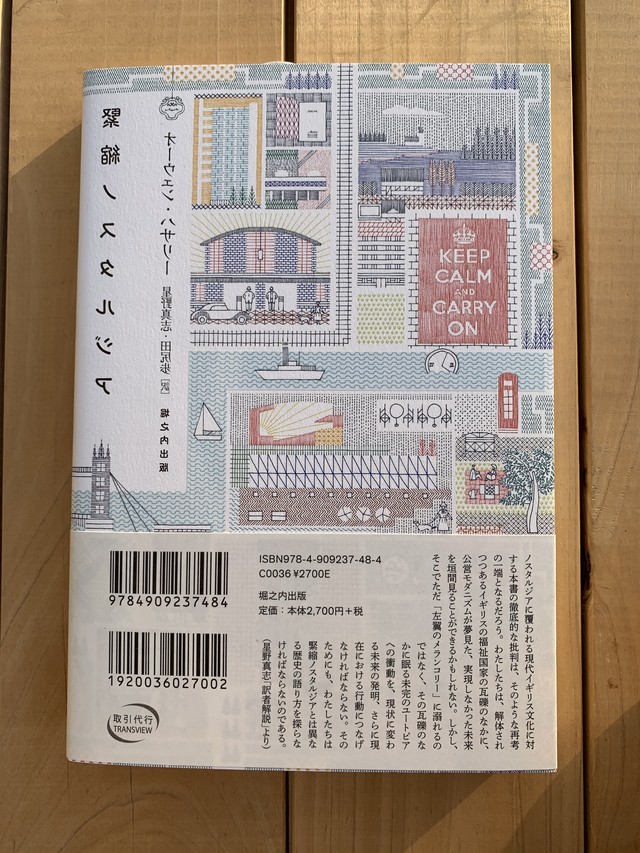 緊縮ノスタルジア
オーウェン・ハサリー
星野真志・田尻歩［訳］
堀之内出版
KEEP
CALM
AND
CARRY
ON
ノスタルジアに覆われる現代イギリス文化に対
する本書の徹底的な批判は、そのような再考
の一端となるだろう。わたしたちは、解体され
つつあるイギリスの福祉国家の瓦礫のなかに、
公営モダニズムが夢見た、実現しなかった未来
を垣間見ることができるかもしれない。しかし、
そこでただ「左翼のメランコリー」に溺れるの
ではなく、その瓦礫のな
かに眠る未完のユートピア
への衝動を、現状に変わ
る未来の発明、さらに現
在における行動につなげ
なければならない。その
ためにも、わたしたちは
緊縮ノスタルジアとは異な
る歴史の語り方を探らな
ければならないのである。
（星野真志「訳者解説」より）
ISBN978-4-909237-48-4
C0036 ¥2700E
堀之内出版
定価：本体2,700円＋税
9784909237484
1920036027002
取引代行
TRANSVIEW